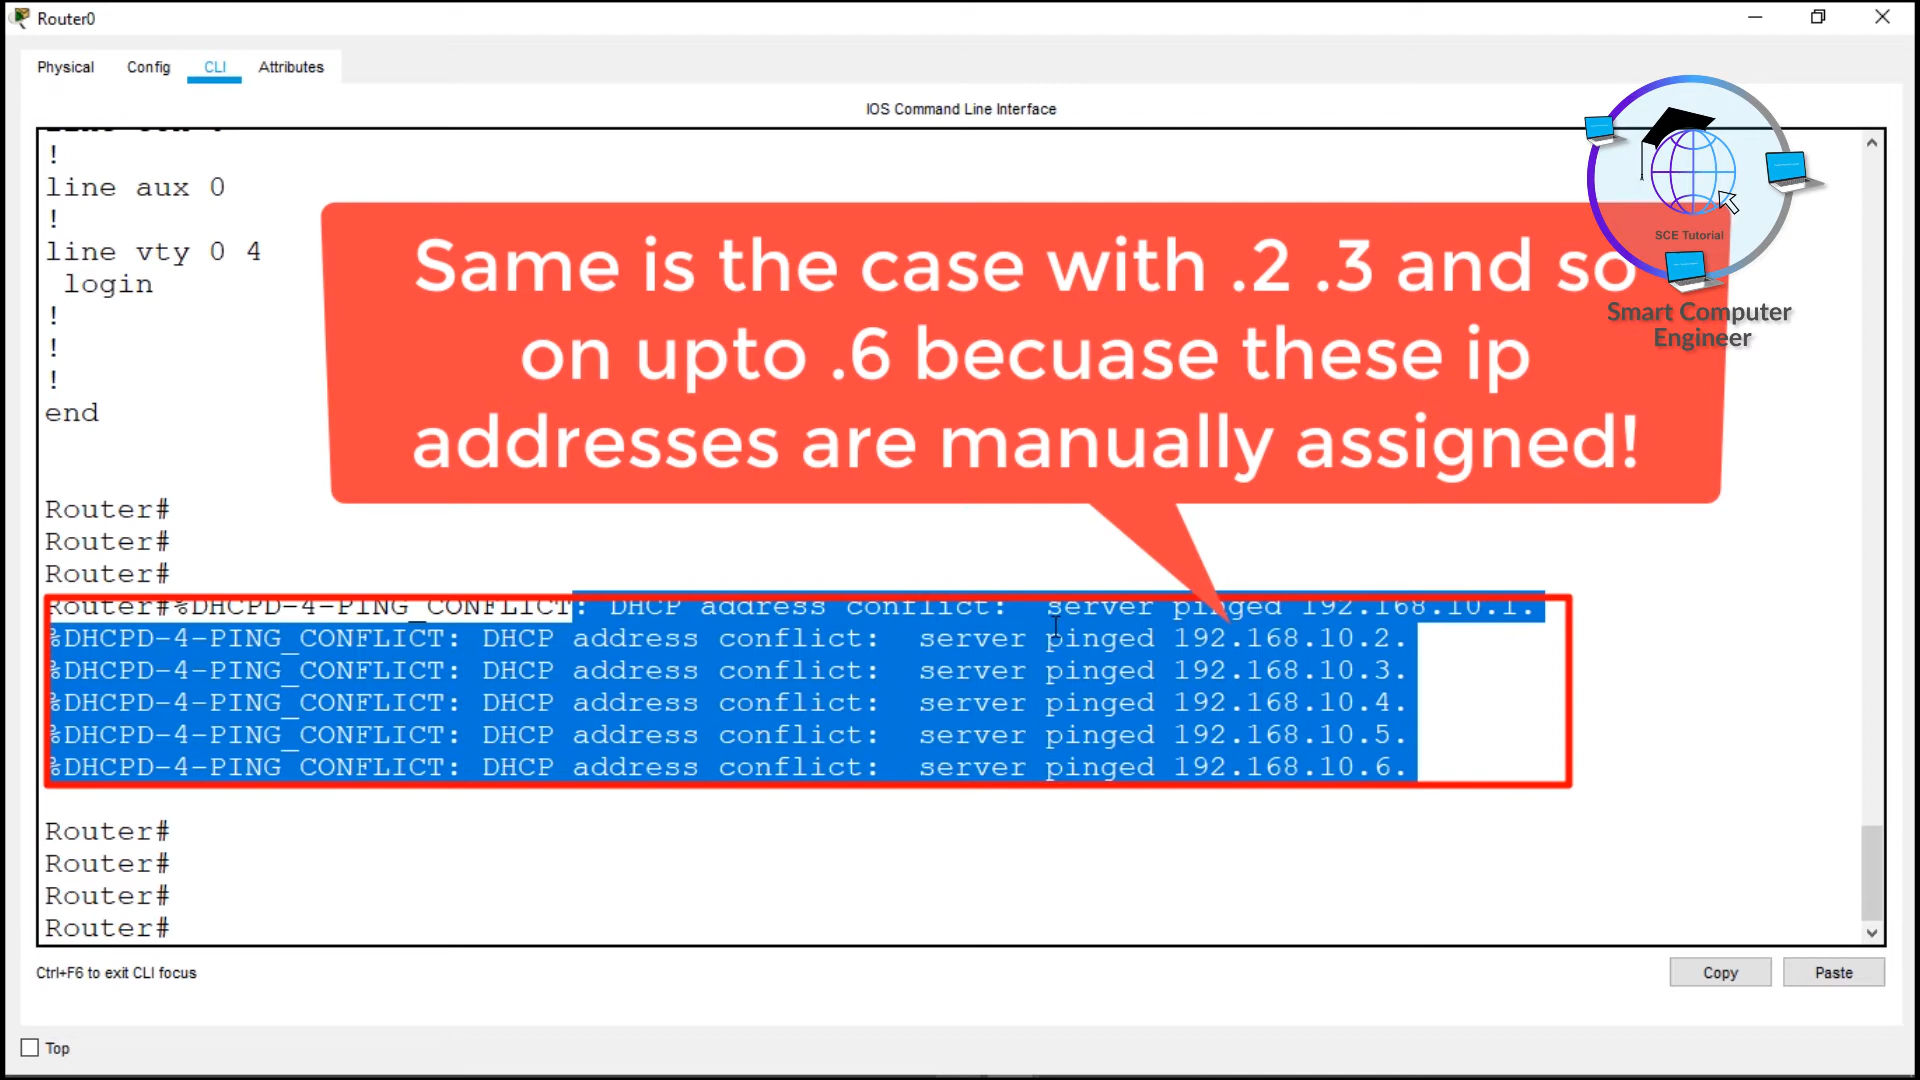 Router0
Physical Config CLI Attributes
IOS Command Line Interface
!
line aux 0
!
line vty 0 4
login
!
!
!
end
Same is the case with .2 .3 and so
on upto .6 becuase these ip
addresses are manually assigned!
SCE Tutorial
Smart Computer
Engineer
Router#
Router#
Router#
Router#%DHCPD-4-PING_CONFLICT: DHCP address conflict: server pinged 192.168.10.1.
%DHCPD-4-PING_CONFLICT: DHCP address conflict: server pinged 192.168.10.2.
%DHCPD-4-PING_CONFLICT: DHCP address conflict: server pinged 192.168.10.3.
%DHCPD-4-PING_CONFLICT: DHCP address conflict: server pinged 192.168.10.4.
%DHCPD-4-PING_CONFLICT: DHCP address conflict: server pinged 192.168.10.5.
%DHCPD-4-PING_CONFLICT: DHCP address conflict: server pinged 192.168.10.6.
Router#
Router#
Router#
Router#
Ctrl+F6 to exit CLI focus
Copy Paste
Top